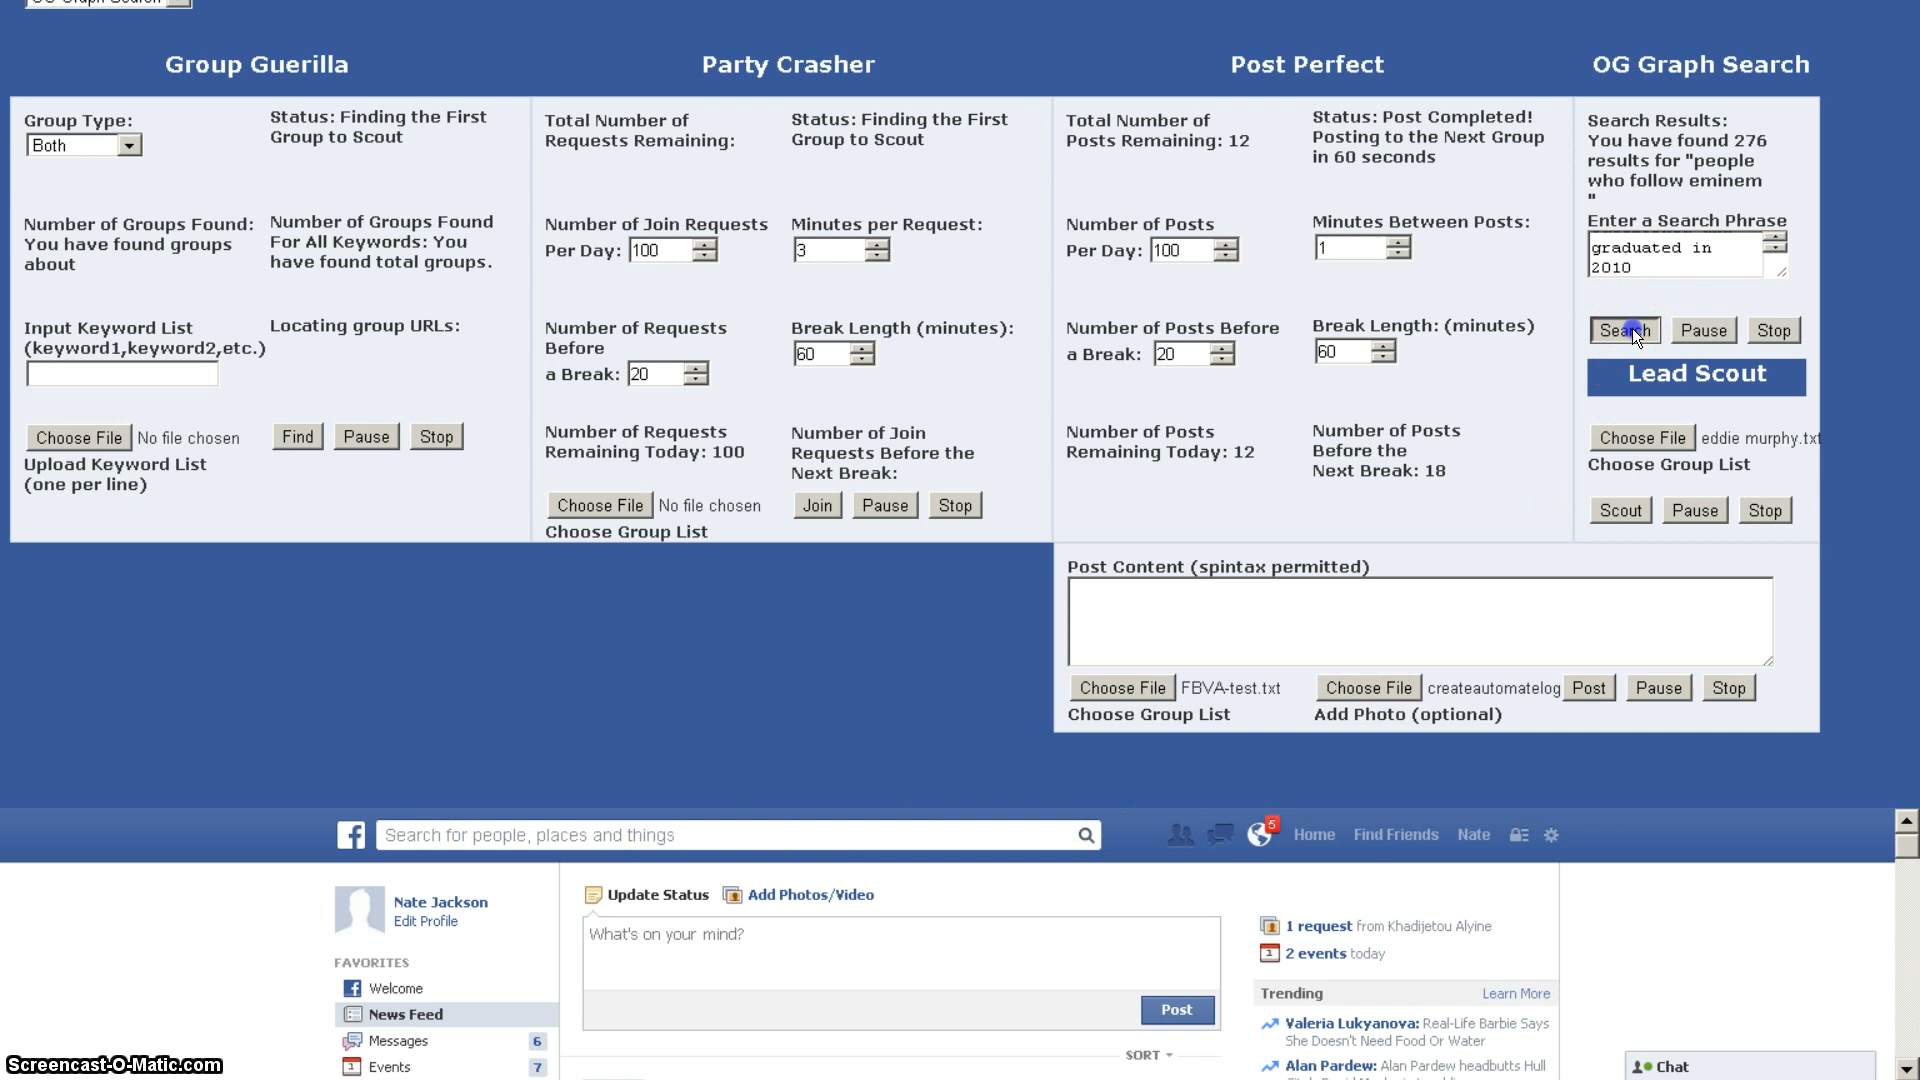 OG Graph Search
Group Guerilla
Party Crasher
Post Perfect
OG Graph Search
Group Type:
Both
Status: Finding the First
Group to Scout
Number of Groups Found:
You have found groups
about
Number of Groups Found
For All Keywords: You
have found total groups.
Input Keyword List
(keyword1,keyword2,etc.)
Locating group URLs:
Choose File No file chosen
Upload Keyword List
(one per line)
Find Pause Stop
Total Number of
Requests Remaining:
Status: Finding the First
Group to Scout
Number of Join Requests
Per Day: 100
Minutes per Request:
3
Number of Requests
Before
a Break: 20
Break Length (minutes):
60
Number of Requests
Remaining Today: 100
Number of Join
Requests Before the
Next Break:
Choose File No file chosen
Choose Group List
Join Pause Stop
Total Number of
Posts Remaining: 12
Status: Post Completed!
Posting to the Next Group
in 60 seconds
Number of Posts
Per Day: 100
Minutes Between Posts:
1
Number of Posts Before
a Break: 20
Break Length: (minutes)
60
Number of Posts
Remaining Today: 12
Number of Posts
Before the
Next Break: 18
Search Results:
You have found 276
results for "people
who follow eminem
"
Enter a Search Phrase
graduated in
2010
Search Pause Stop
Lead Scout
Choose File eddie murphy.txt
Choose Group List
Scout Pause Stop
Post Content (spintax permitted)
Choose File FBVA-test.txt
Choose Group List
Choose File createautomatelog
Add Photo (optional)
Post Pause Stop
Search for people, places and things
5
Home Find Friends Nate
Nate Jackson
Edit Profile
FAVORITES
Welcome
News Feed
Messages 6
Events 7
Update Status Add Photos/Video
What's on your mind?
Post
SORT
1 request from Khadijetou Alyine
2 events today
Trending Learn More
Valeria Lukyanova: Real-Life Barbie Says
She Doesn't Need Food Or Water
Alan Pardew: Alan Pardew headbutts Hull
Chat
Screencast-O-Matic.com